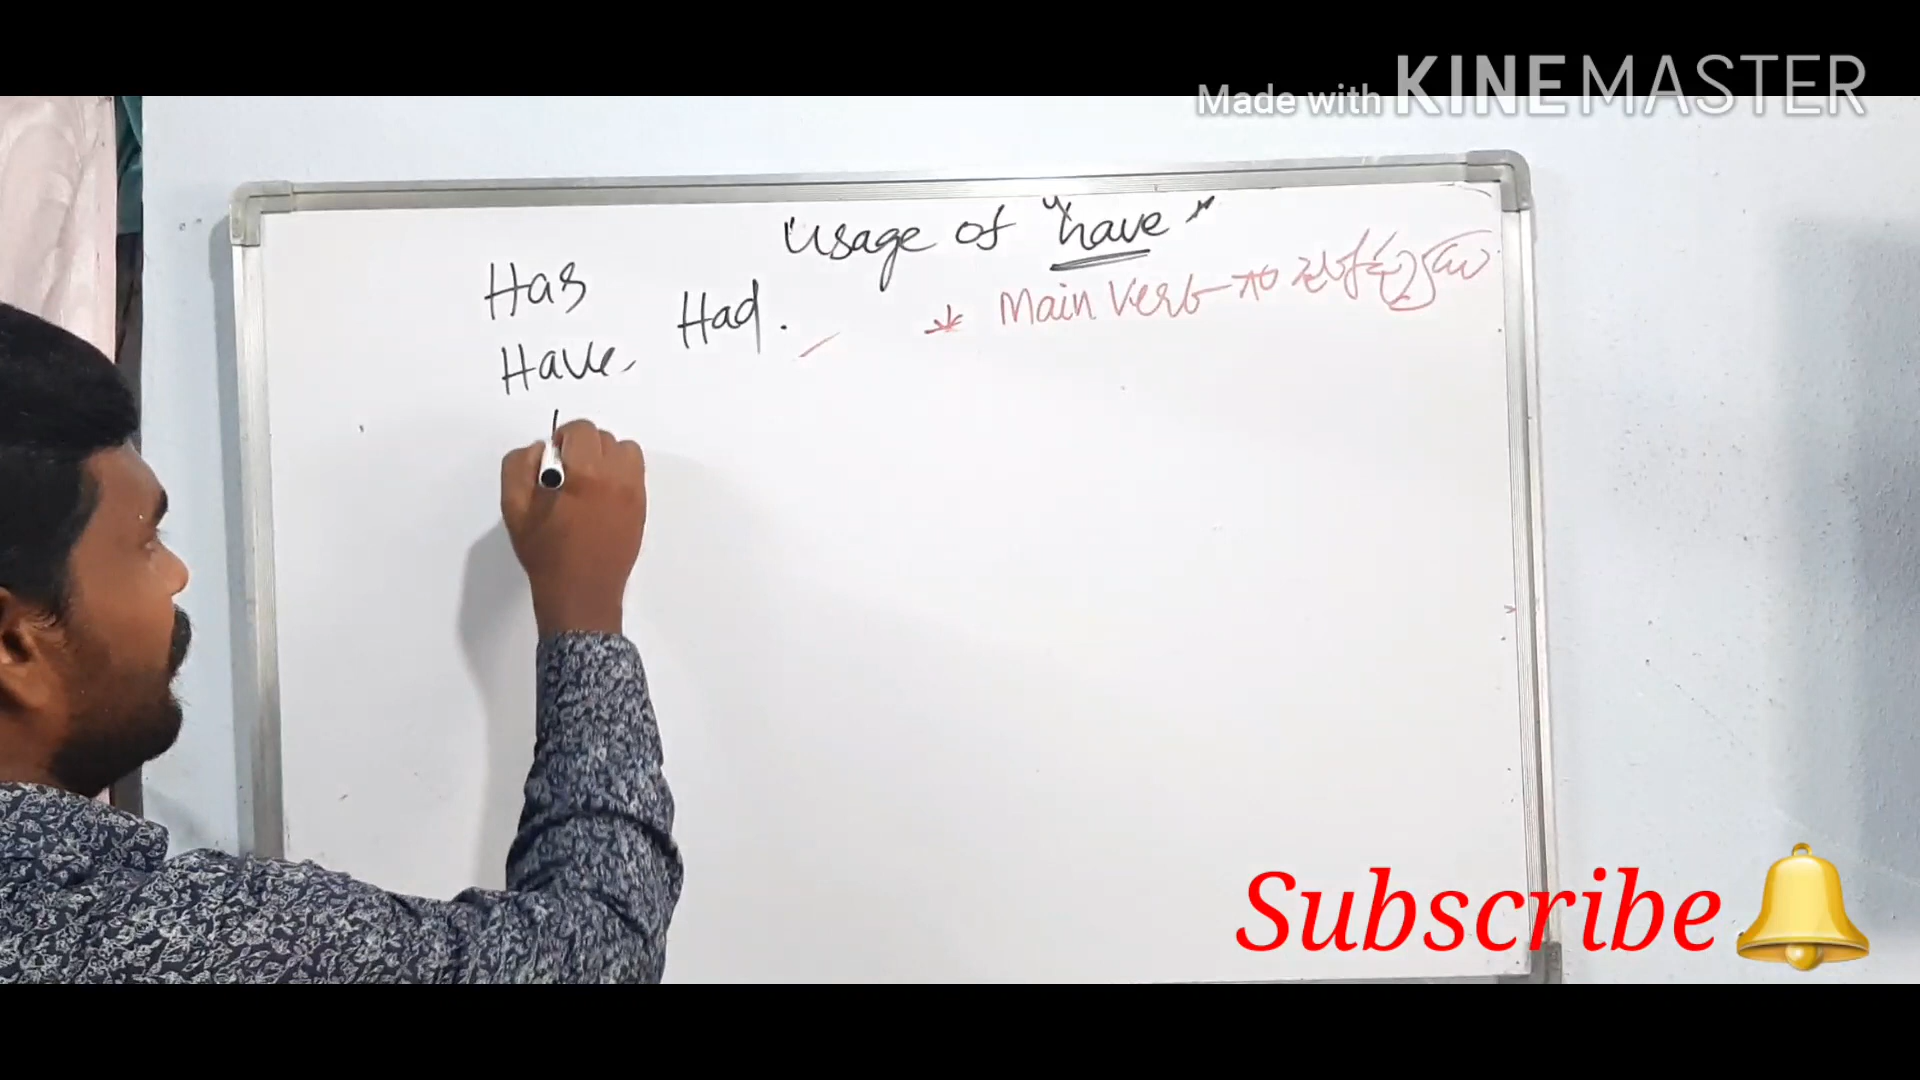 Made with KINEMASTER
Usage of "have"
Has
Had.
* Main Verb
Have
Subscribe